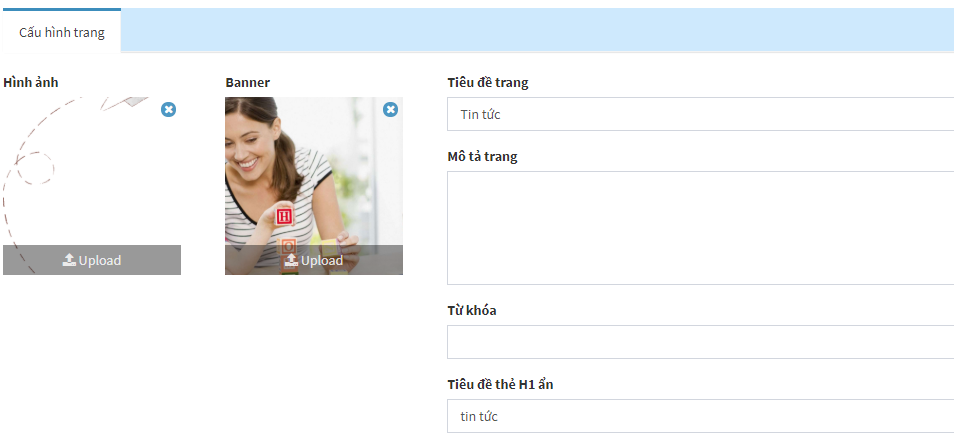 Cấu hình trang
Hình ảnh
Banner
Tiêu đề trang
Upload
H
O
Upload
Tin tức
Mô tả trang
Từ khóa
Tiêu đề thẻ H1 ẩn
tin tức